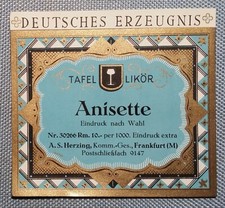 DEUTSCHES ERZEUGNIS
TAFEL LIKÖR
Anisette
Eindruck nach Wahl
Nr. 30266 Rm. 10.- per 1000. Eindruck extra
A. S. Herzing, Komm.-Ges., Frankfurt (M)
Postschließfach 9147